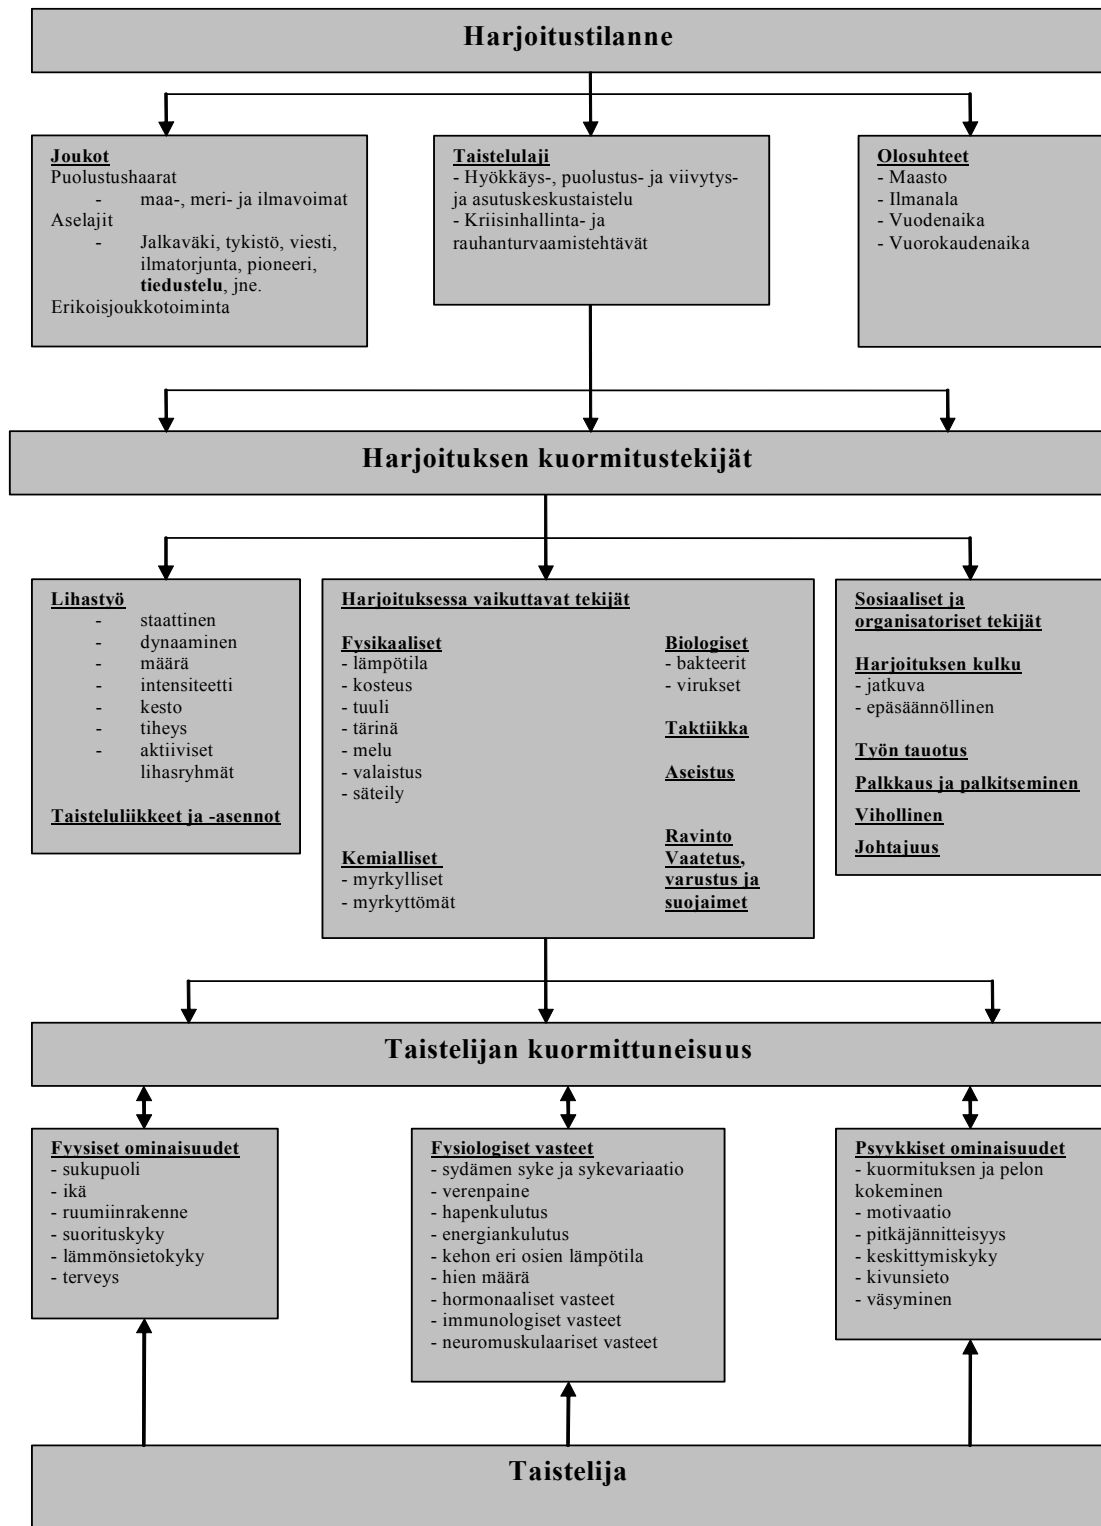 Harjoitustilanne
Joukot
Puolustushaarat
- maa-, meri- ja ilmavoimat
Aselajit
- Jalkaväki, tykistö, viesti,
ilmatorjunta, pioneeri,
tiedustelu, jne.
Erikoisjoukkotoiminta
Taistelulaji
- Hyökkäys-, puolustus- ja viivytys-
ja asutuskeskustaistelu
- Kriisinhallinta- ja
rauhanturvaamistehtävät
Olosuhteet
- Maasto
- Ilmanala
- Vuodenaika
- Vuorokaudenaika
Harjoituksen kuormitustekijät
Lihastyö
- staattinen
- dynaaminen
- määrä
- intensiteetti
- kesto
- tiheys
- aktiiviset
lihasryhmät
Taisteluliikkeet ja -asennot
Harjoituksessa vaikuttavat tekijät
Fysikaaliset
- lämpötila
- kosteus
- tuuli
- tärinä
- melu
- valaistus
- säteily
Kemialliset
- myrkylliset
- myrkyttömät
Biologiset
- bakteerit
- virukset
Taktiikka
Aseistus
Ravinto
Vaatetus,
varustus ja
suojaimet
Sosiaaliset ja
organisatoriset tekijät
Harjoituksen kulku
- jatkuva
- epäsäännöllinen
Työn tauotus
Palkkaus ja palkitseminen
Vihollinen
Johtajuus
Taistelijan kuormittuneisuus
Fyysiset ominaisuudet
- sukupuoli
- ikä
- ruumiinrakenne
- suorituskyky
- lämmönsietokyky
- terveys
Fysiologiset vasteet
- sydämen syke ja sykevariaatio
- verenpaine
- hapenkulutus
- energiankulutus
- kehon eri osien lämpötila
- hien määrä
- hormonaaliset vasteet
- immunologiset vasteet
- neuromuskulaariset vasteet
Psyykkiset ominaisuudet
- kuormituksen ja pelon
kokeminen
- motivaatio
- pitkäjännitteisyys
- keskittymiskyky
- kivunsieto
- väsyminen
Taistelija